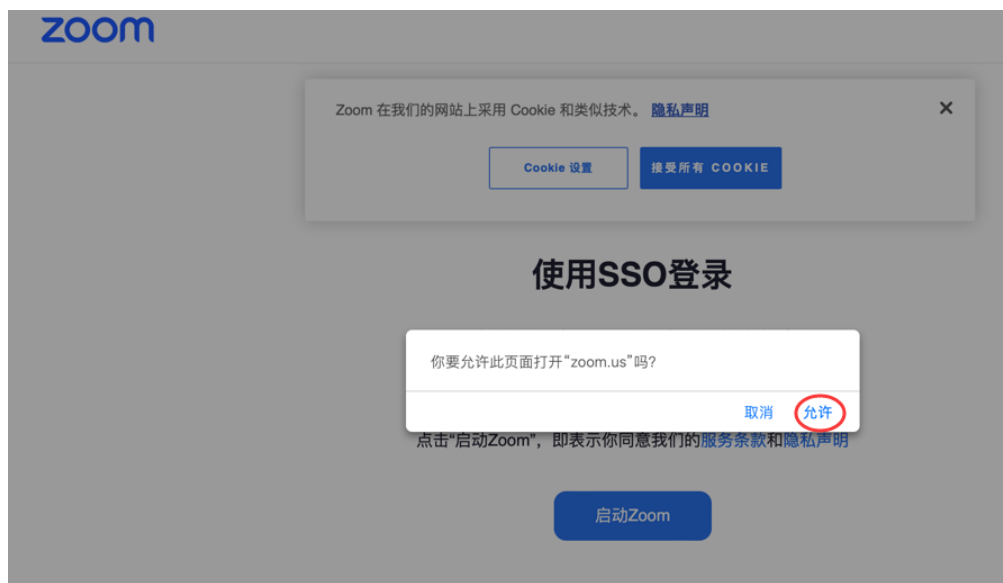 zoom
Zoom 在我们的网站上采用 Cookie 和类似技术。 隐私声明
×
Cookie 设置
接受所有 COOKIE
使用SSO登录
你要允许此页面打开“zoom.us”吗?
取消
允许
点击“启动Zoom”，即表示你同意我们的服务条款和隐私声明
启动Zoom